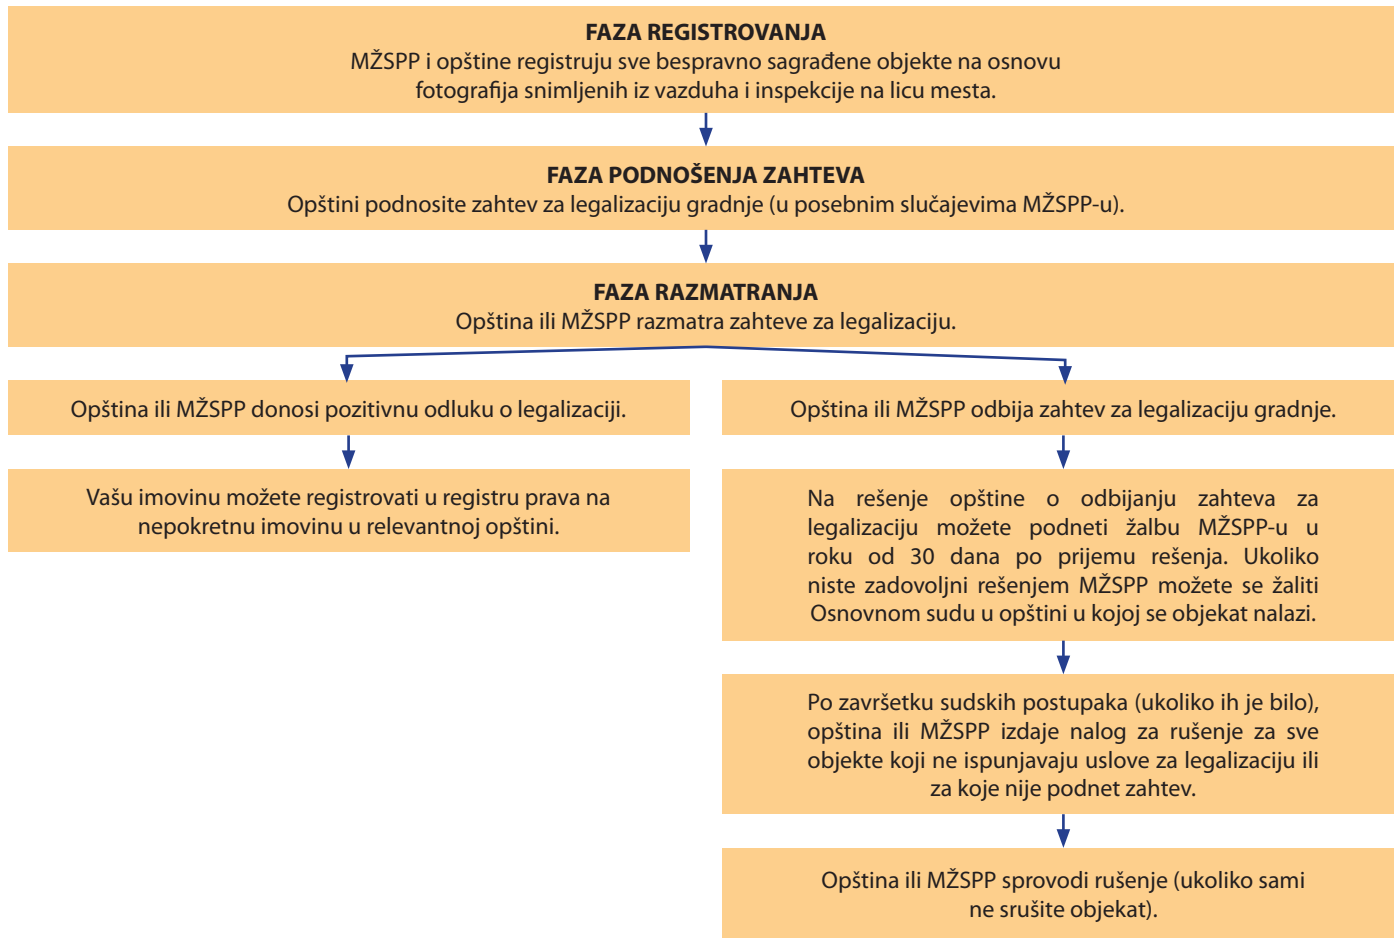 FAZA REGISTROVANJA
MŽSPP i opštine registruju sve bespravno sagrađene objekte na osnovu
fotografija snimljenih iz vazduha i inspekcije na licu mesta.
FAZA PODNOŠENJA ZAHTEVA
Opštini podnosite zahtev za legalizaciju gradnje (u posebnim slučajevima MŽSPP-u).
FAZA RAZMATRANJA
Opština ili MŽSPP razmatra zahteve za legalizaciju.
Opština ili MŽSPP donosi pozitivnu odluku o legalizaciji.
Vašu imovinu možete registrovati u registru prava na
nepokretnu imovinu u relevantnoj opštini.
Opština ili MŽSPP odbija zahtev za legalizaciju gradnje.
Na rešenje opštine o odbijanju zahteva za
legalizaciju možete podneti žalbu MŽSPP-u u
roku od 30 dana po prijemu rešenja. Ukoliko
niste zadovoljni rešenjem MŽSPP možete se žaliti
Osnovnom sudu u opštini u kojoj se objekat nalazi.
Po završetku sudskih postupaka (ukoliko ih je bilo),
opština ili MŽSPP izdaje nalog za rušenje za sve
objekte koji ne ispunjavaju uslove za legalizaciju ili
za koje nije podnet zahtev.
Opština ili MŽSPP sprovodi rušenje (ukoliko sami
ne srušite objekat).